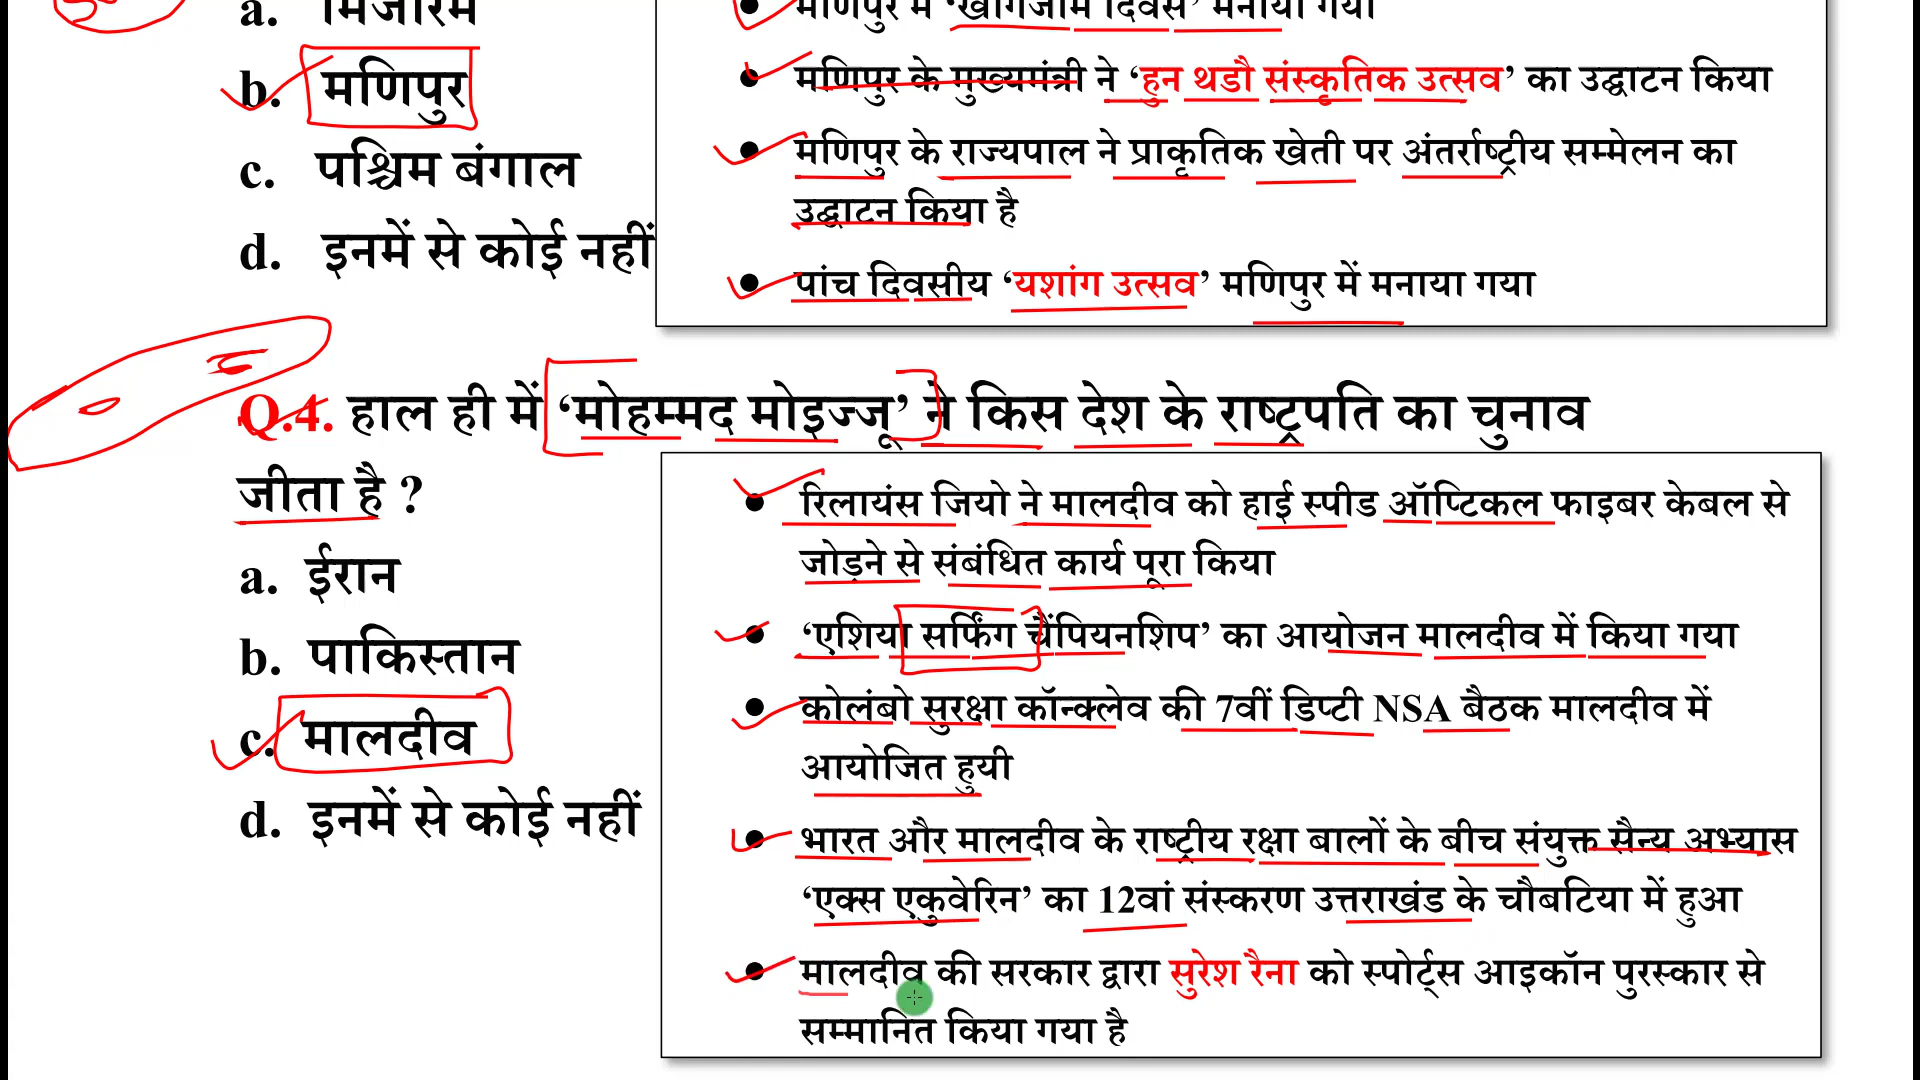 a. मिजोरम
b. मणिपुर
c. पश्चिम बंगाल
d. इनमें से कोई नहीं
● मणिपुर में ‘खोंगजोम दिवस’ मनाया गया
● मणिपुर के मुख्यमंत्री ने ‘हुन थडौ संस्कृतिक उत्सव’ का उद्घाटन किया
● मणिपुर के राज्यपाल ने प्राकृतिक खेती पर अंतर्राष्ट्रीय सम्मेलन का
उद्घाटन किया है
● पांच दिवसीय ‘यशांग उत्सव’ मणिपुर में मनाया गया
Q.4. हाल ही में ‘मोहम्मद मोइज्जू’ ने किस देश के राष्ट्रपति का चुनाव
जीता है ?
a. ईरान
b. पाकिस्तान
c. मालदीव
d. इनमें से कोई नहीं
● रिलायंस जियो ने मालदीव को हाई स्पीड ऑप्टिकल फाइबर केबल से
जोड़ने से संबंधित कार्य पूरा किया
● ‘एशिया सर्फिंग चैंपियनशिप’ का आयोजन मालदीव में किया गया
● कोलंबो सुरक्षा कॉन्क्लेव की 7वीं डिप्टी NSA बैठक मालदीव में
आयोजित हुयी
● भारत और मालदीव के राष्ट्रीय रक्षा बालों के बीच संयुक्त सैन्य अभ्यास
‘एक्स एकुवेरिन’ का 12वां संस्करण उत्तराखंड के चौबटिया में हुआ
● मालदीव की सरकार द्वारा सुरेश रैना को स्पोर्ट्स आइकॉन पुरस्कार से
सम्मानित किया गया है